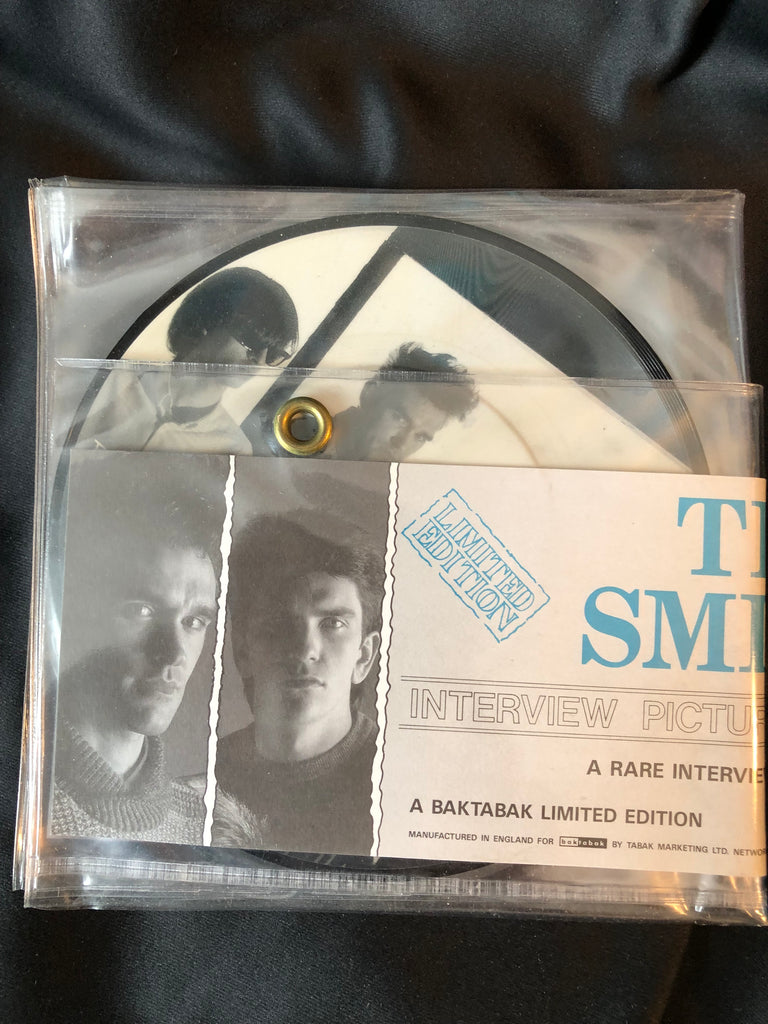 LIMITED
EDITION
TH
SMI
INTERVIEW PICTU
A RARE INTERVIE
A BAKTABAK LIMITED EDITION
MANUFACTURED IN ENGLAND FOR baktabak BY TABAK MARKETING LTD. NETWOR